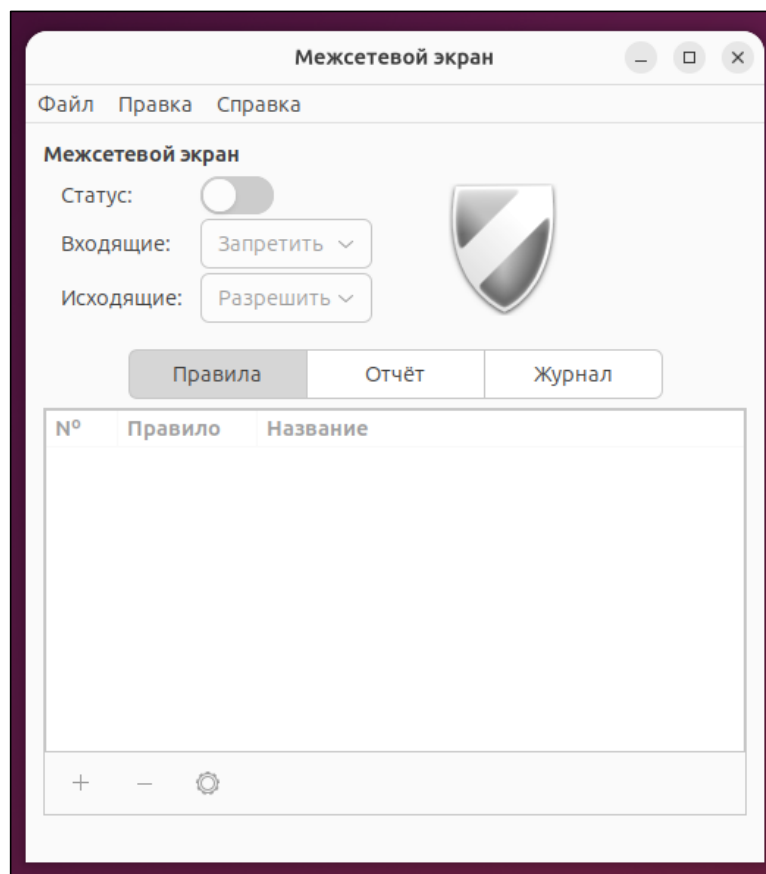 Межсетевой экран
Файл Правка Справка
Межсетевой экран
Статус:
Входящие: Запретить
Исходящие: Разрешить
Правила Отчёт Журнал
Nº Правило Название